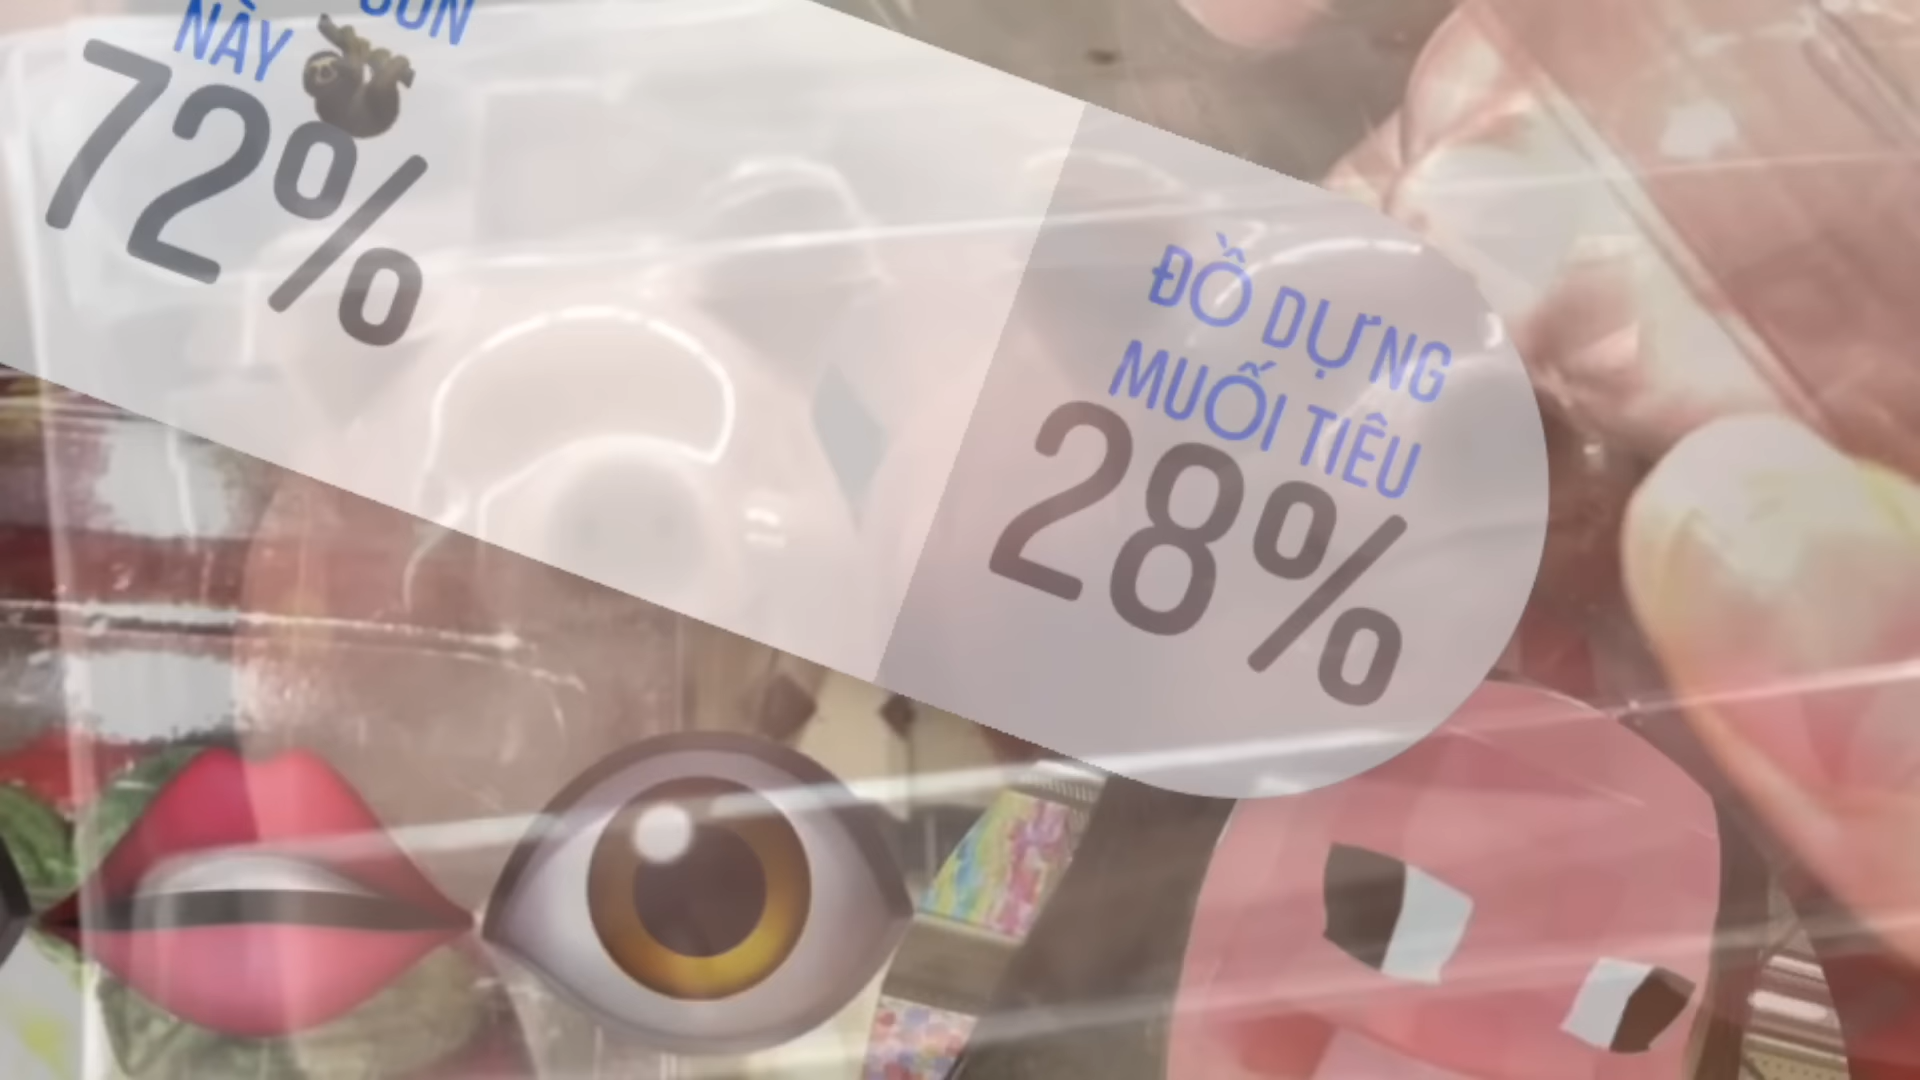 NÀY
72%
ĐỒ DỰNG
MUỐI TIÊU
28%